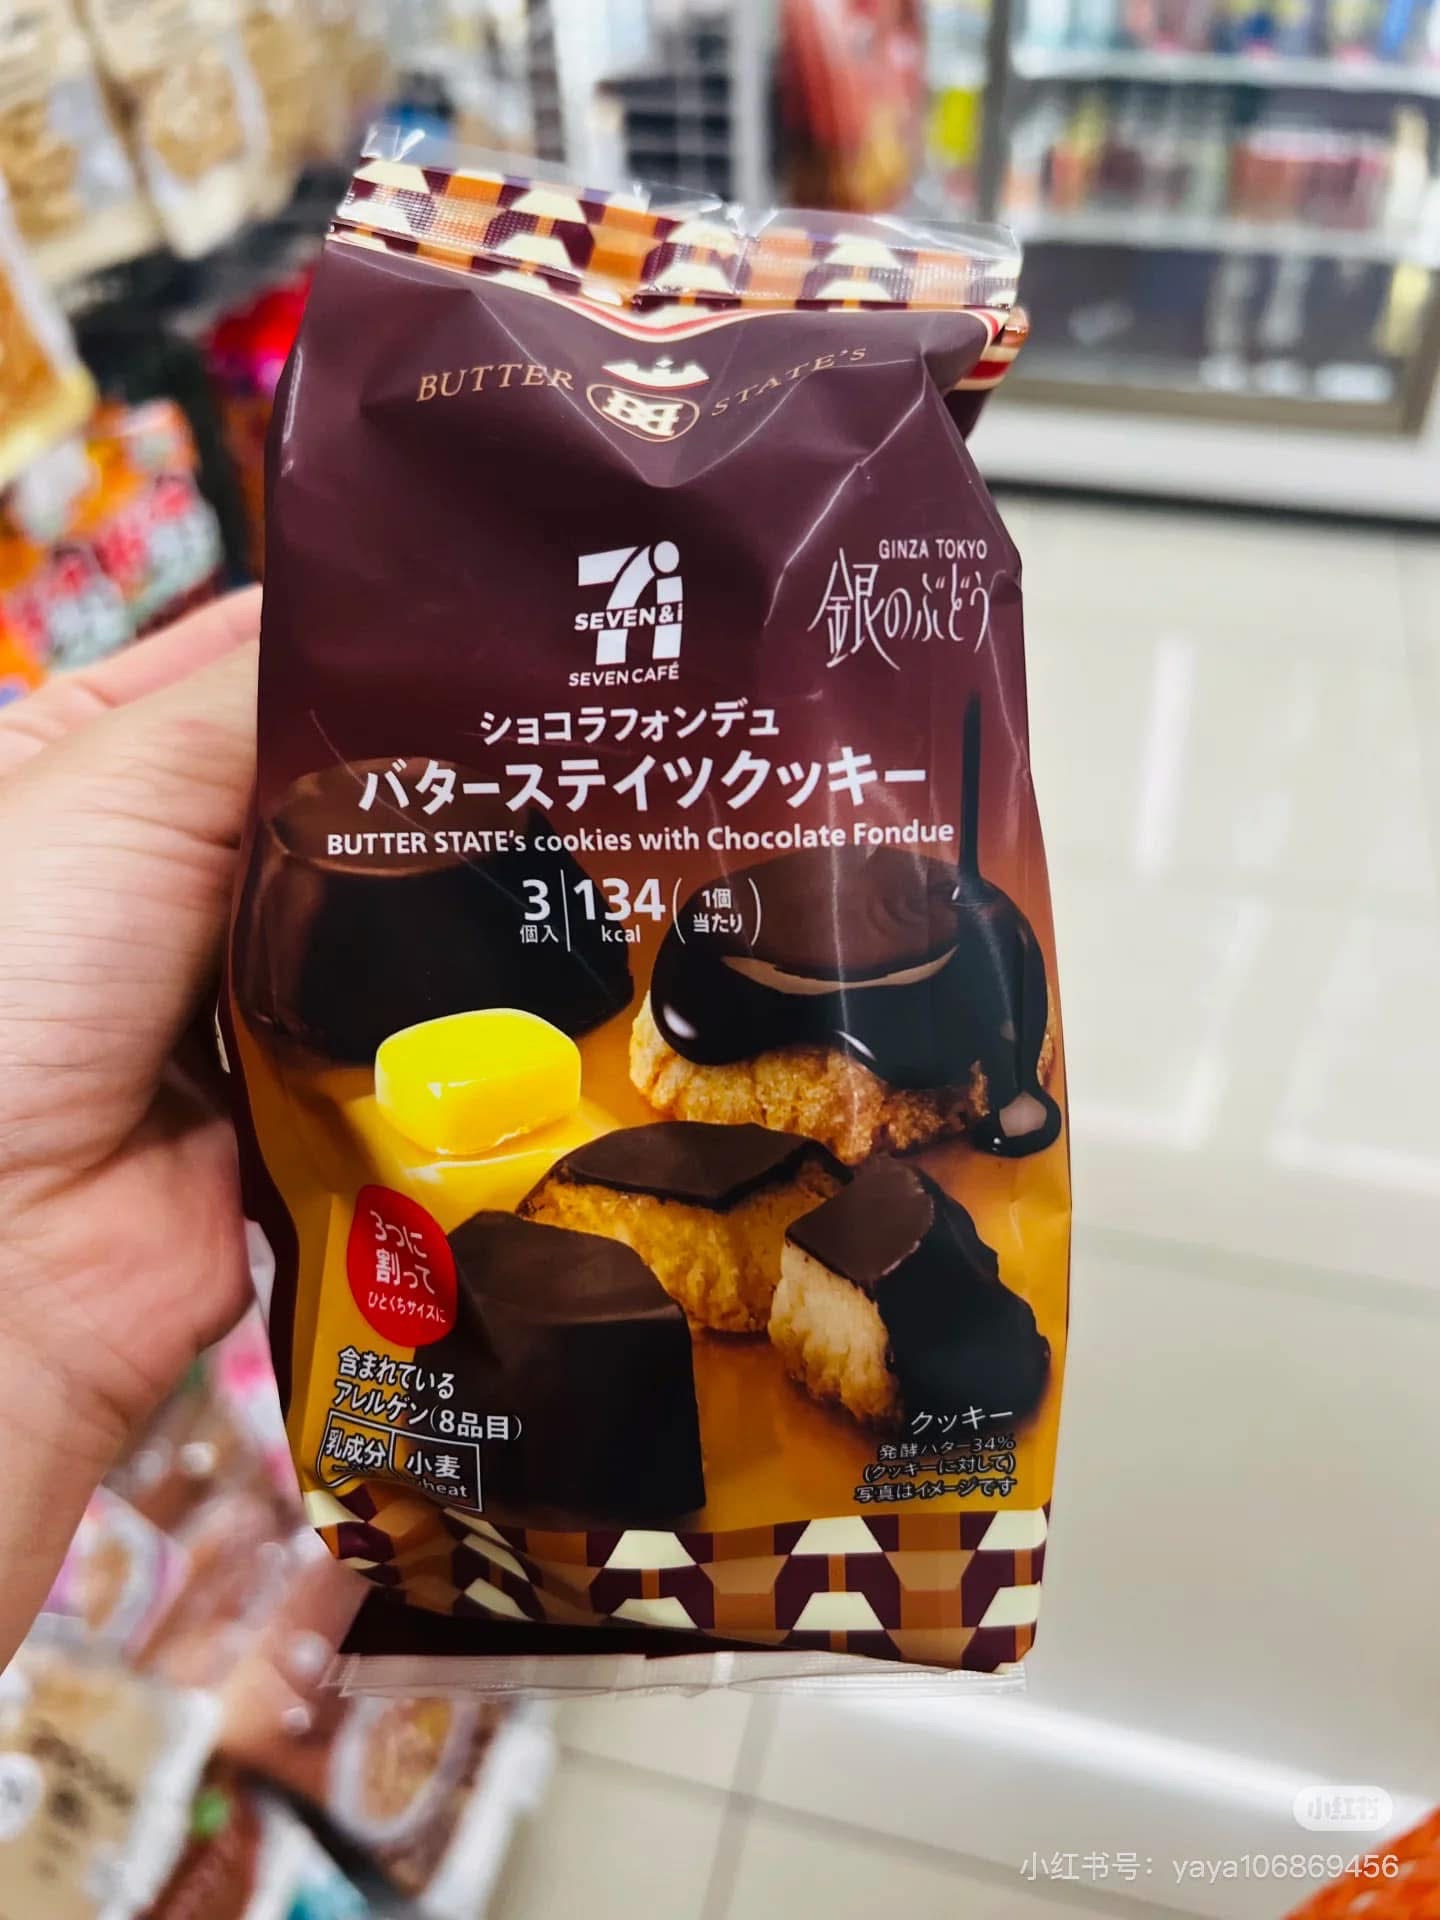 BUTTER STATE'S
7i
SEVEN&i
SEVEN CAFÉ
GINZA TOKYO
銀のぶどう
ショコラフォンデュ
バターステイツクッキー
BUTTER STATE's cookies with Chocolate Fondue
3個入
134kcal
(1個当たり)
3つに
割って
ひとくちサイズに
含まれている
アレルゲン(8品目)
乳成分 小麦
クッキー
発酵バター34%
(クッキーに対して)
写真はイメージです
小红书
小红书号：yaya106869456